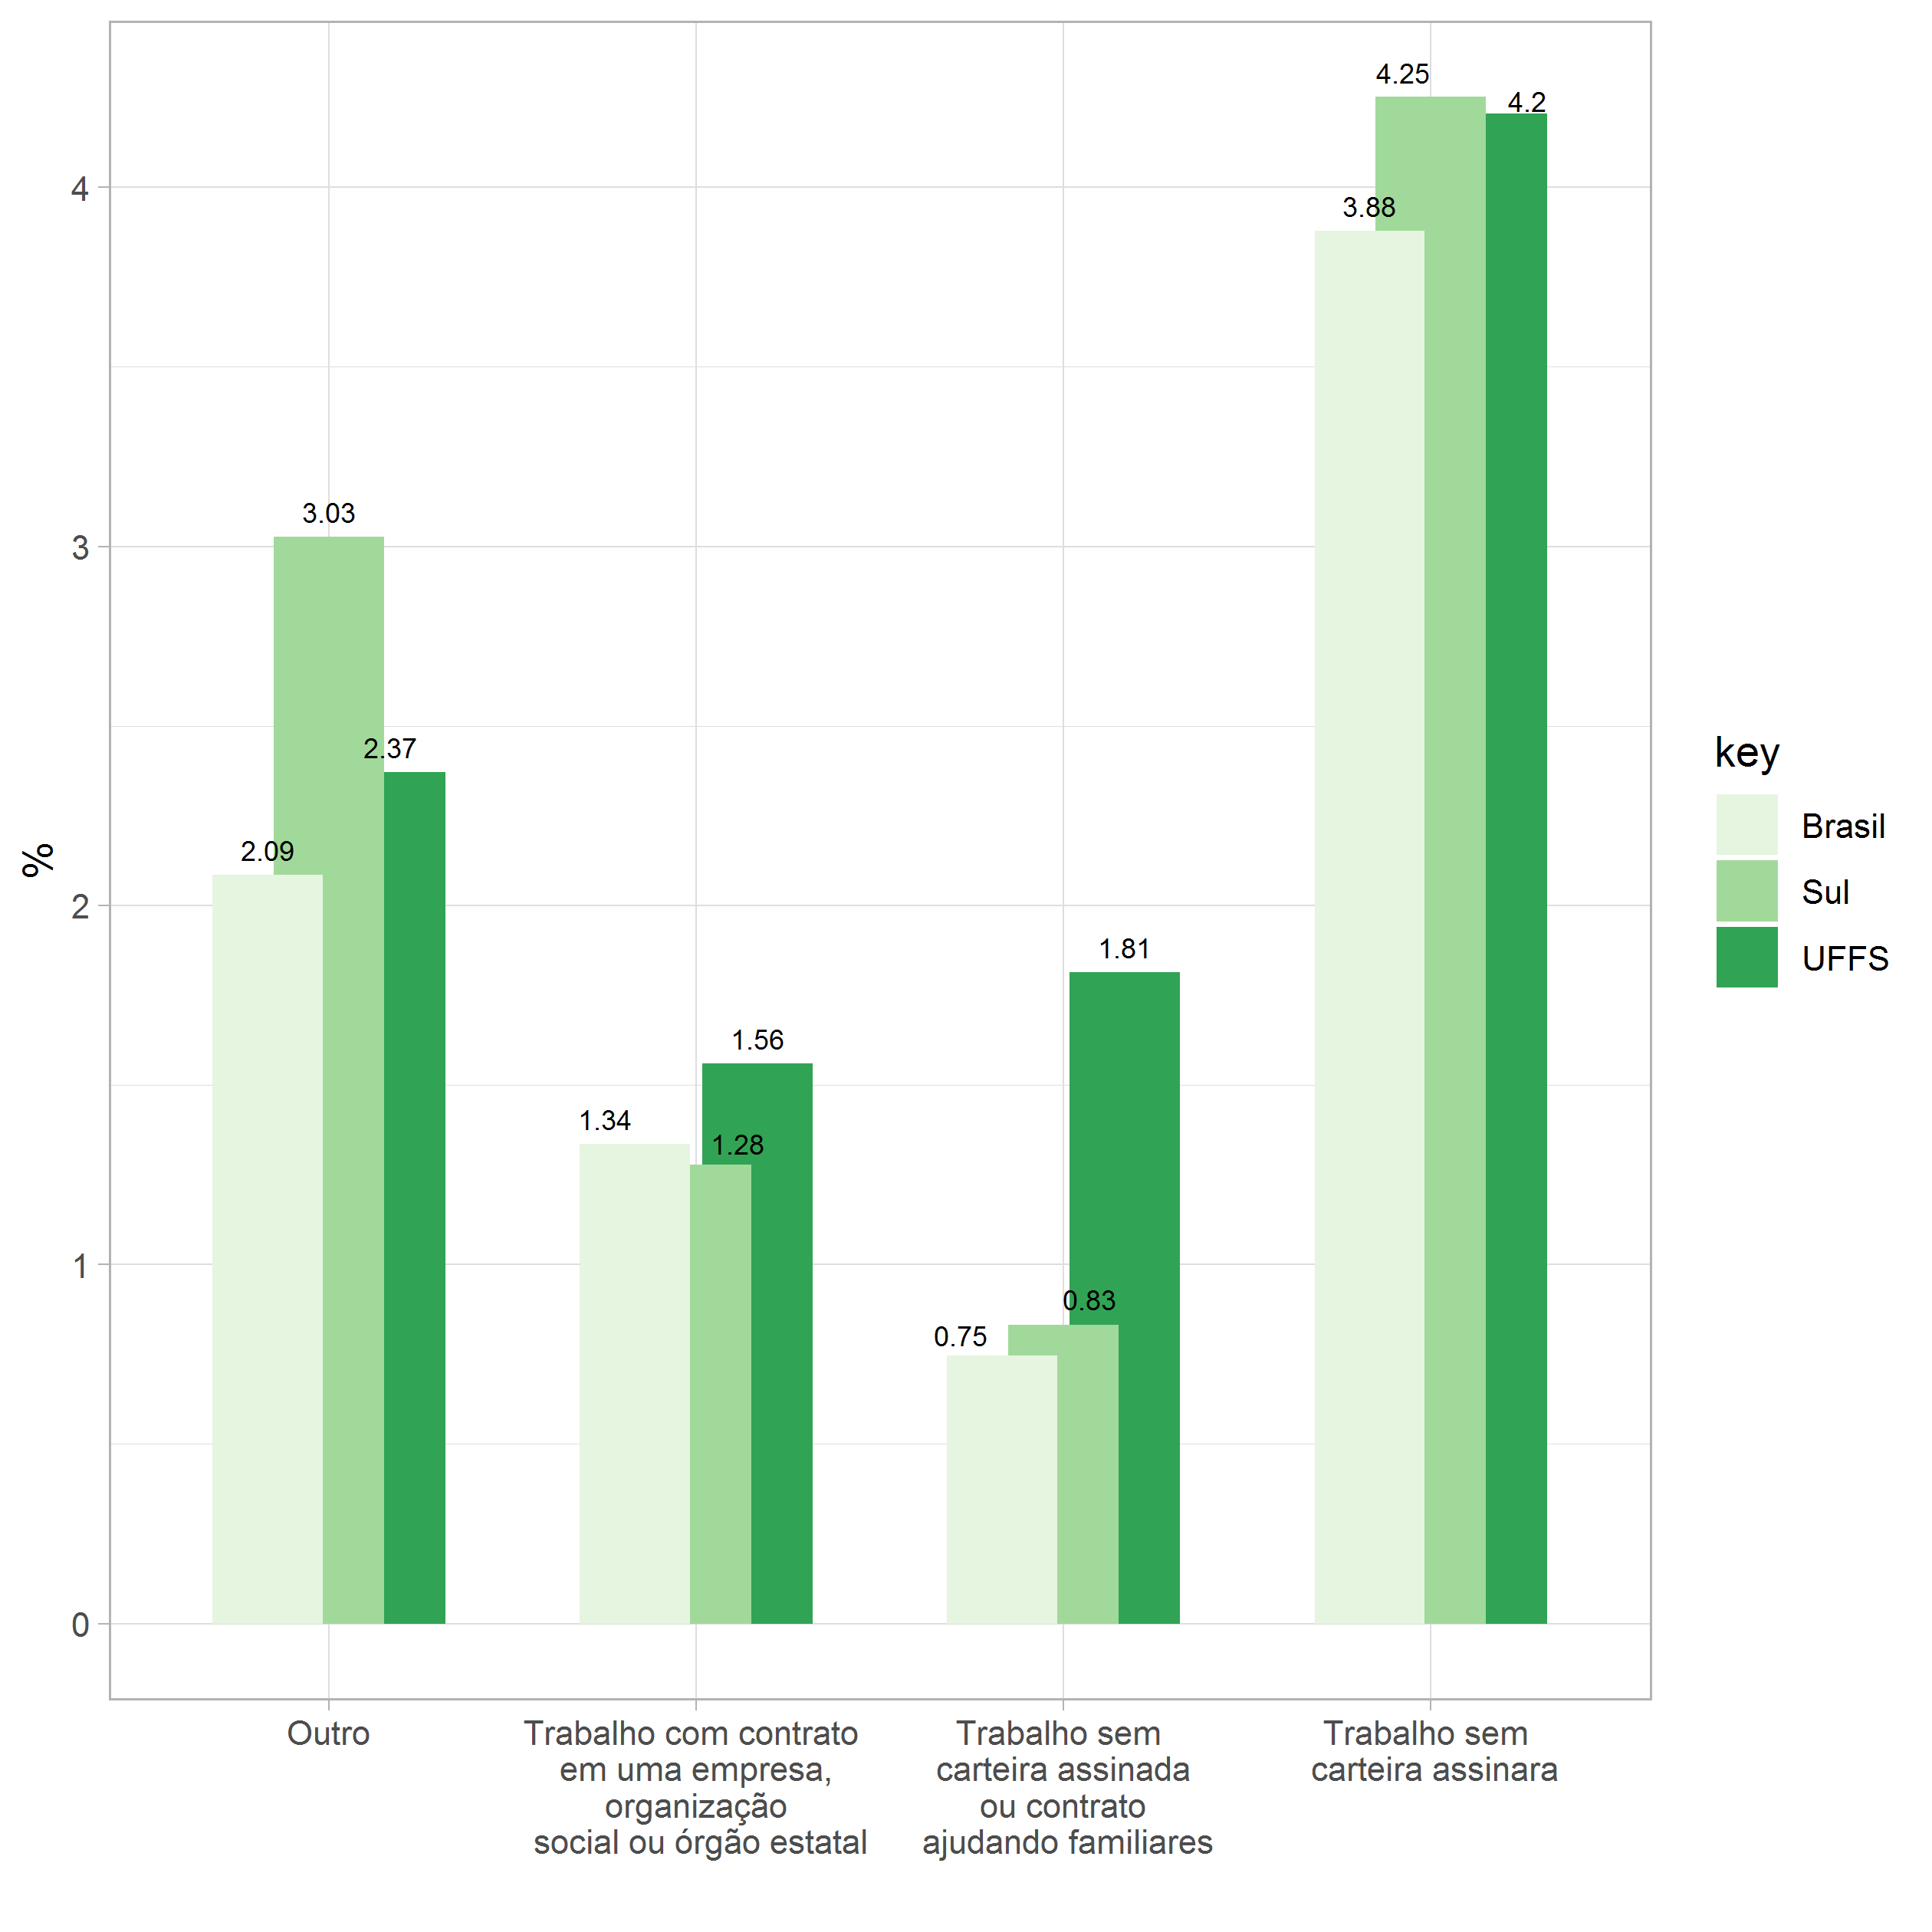 4.25
4.2
4
3.88
3.03
3
2.37
key
2.09
Brasil
%
Sul
2
1.81
UFFS
1.56
1.34
1.28
1
0.83
0.75
0
Outro
Trabalho com contrato
em uma empresa,
organização
social ou órgão estatal
Trabalho sem
carteira assinada
ou contrato
ajudando familiares
Trabalho sem
carteira assinara